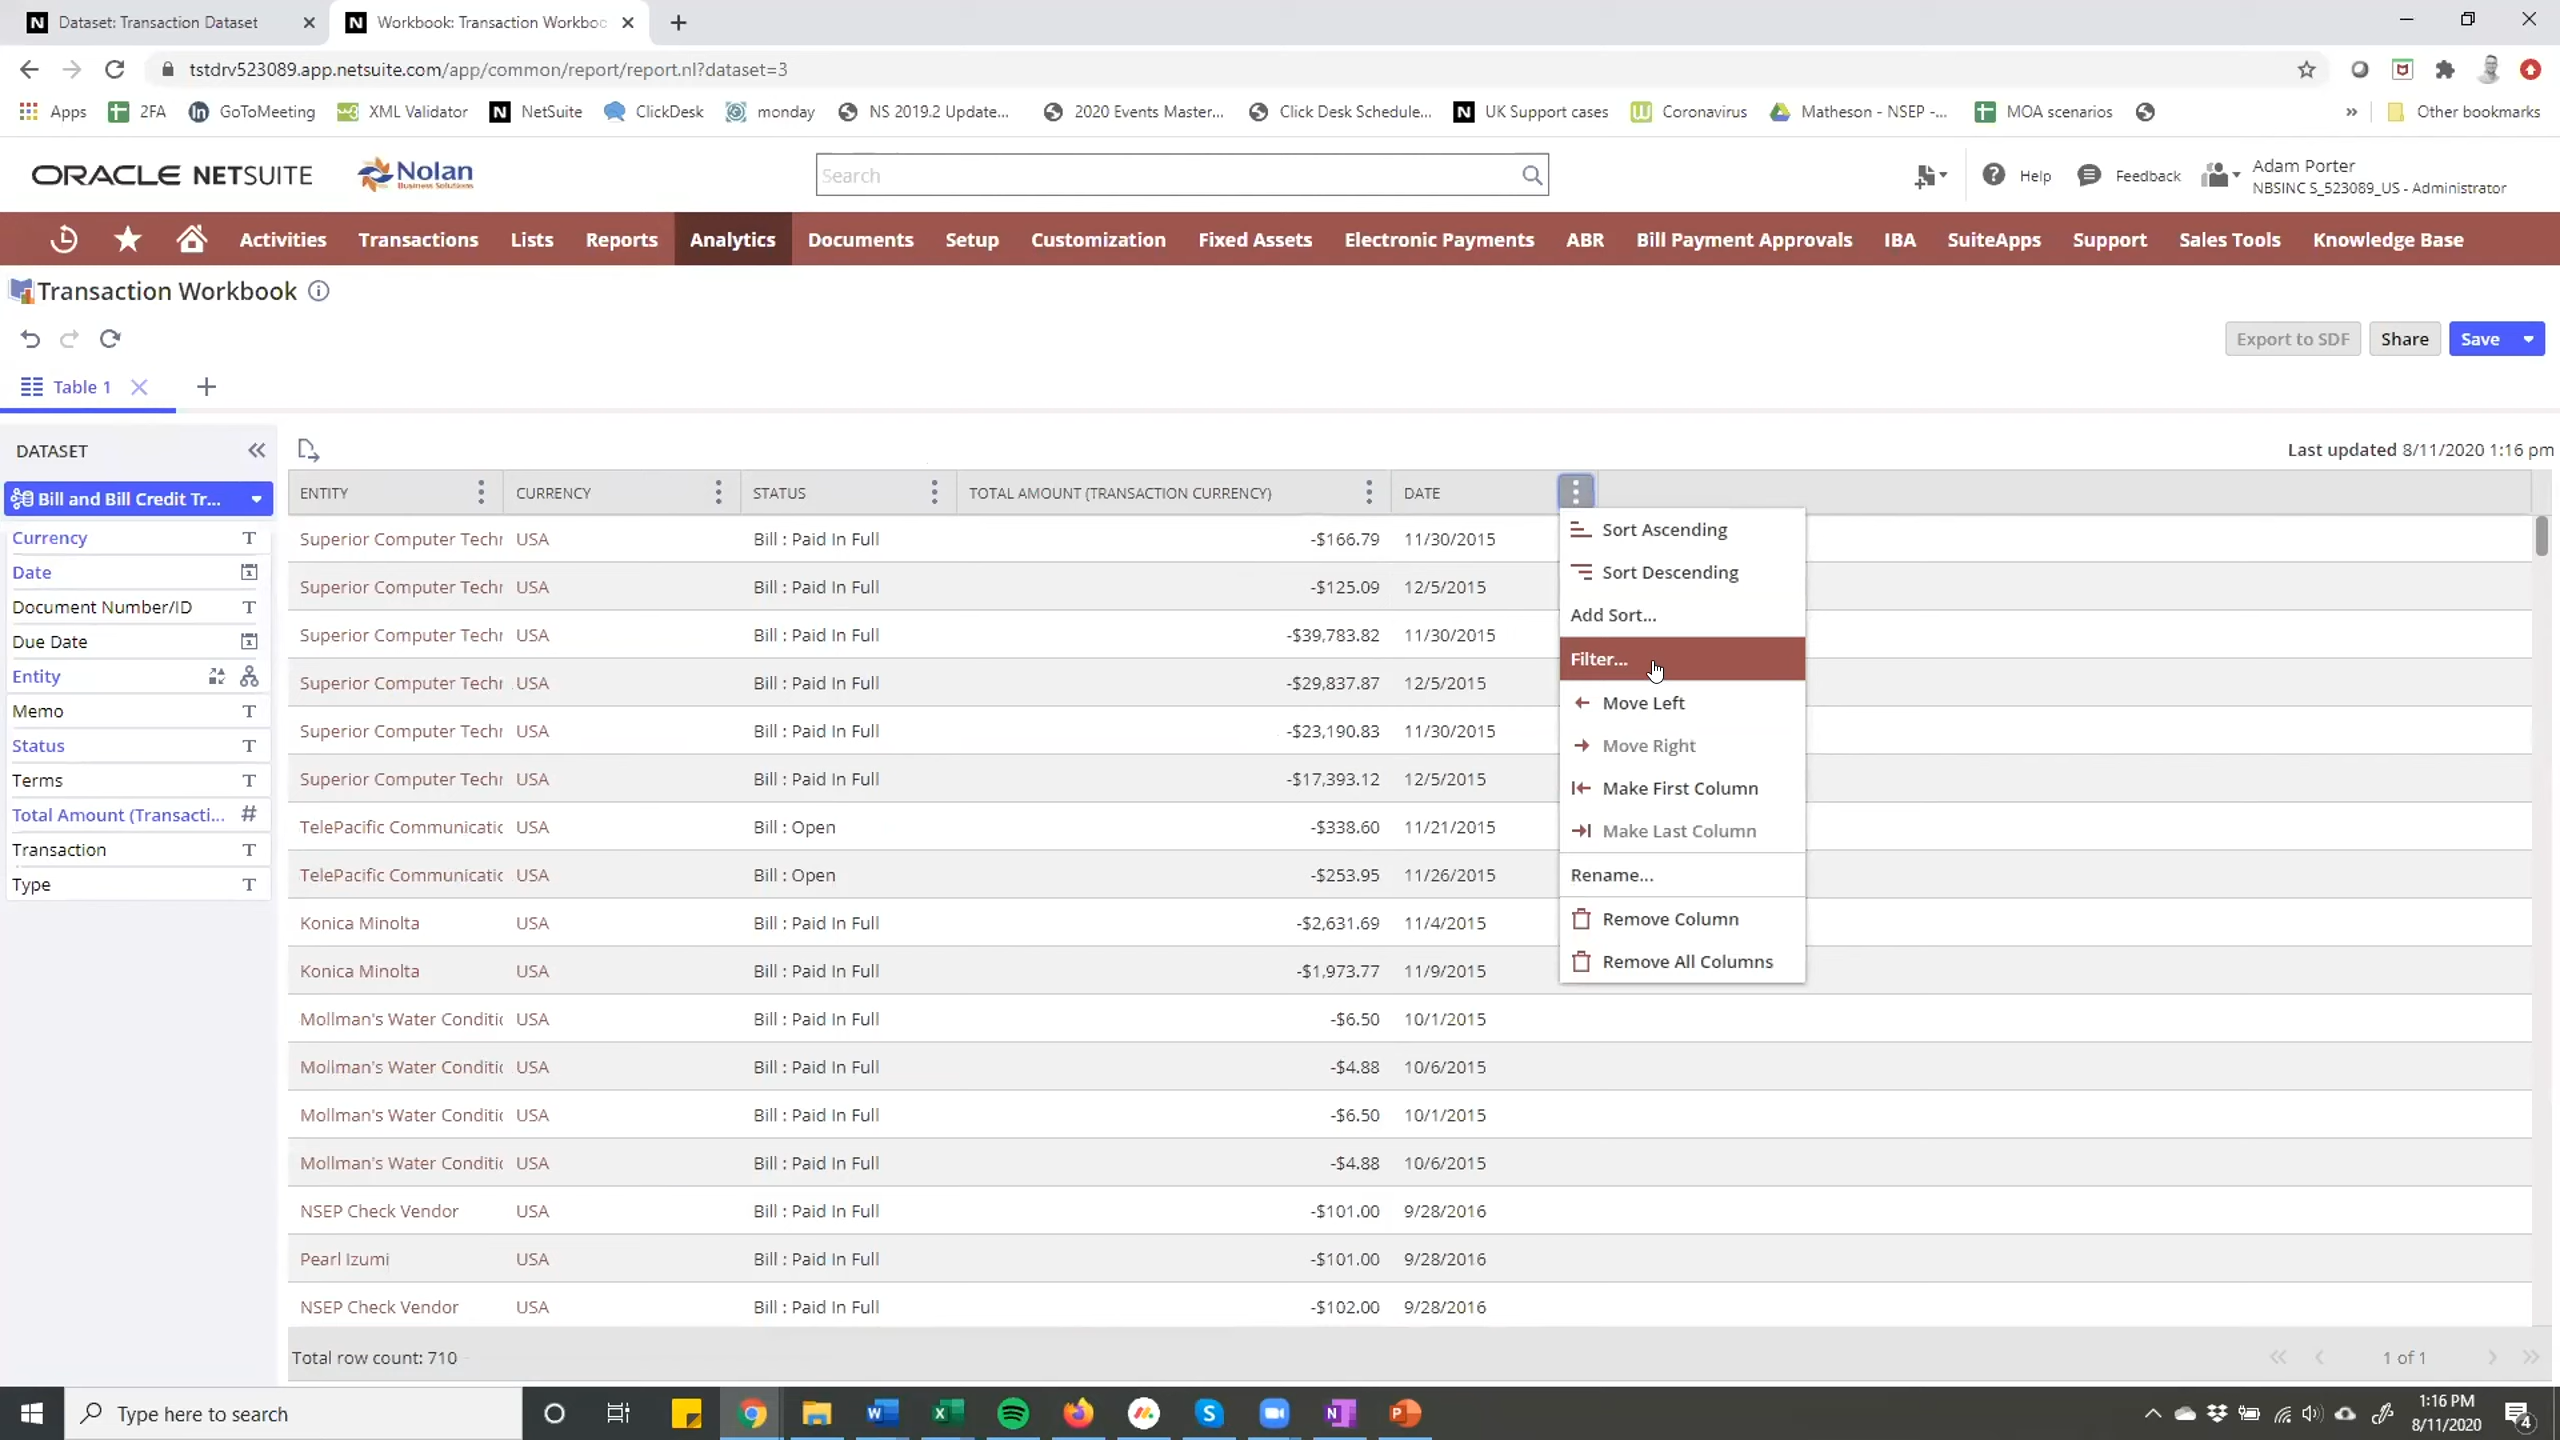 Dataset: Transaction Dataset
Workbook: Transaction Workboo
tstdrv523089.app.netsuite.com/app/common/report/report.nl?dataset=3
Apps 2FA GoToMeeting XML Validator NetSuite ClickDesk monday NS 2019.2 Update... 2020 Events Master... Click Desk Schedule... UK Support cases Coronavirus Matheson - NSEP -... MOA scenarios » Other bookmarks
ORACLE NETSUITE Nolan Business Solutions Search Help Feedback Adam Porter
NBSINC S_523089_US - Administrator
Activities Transactions Lists Reports Analytics Documents Setup Customization Fixed Assets Electronic Payments ABR Bill Payment Approvals IBA SuiteApps Support Sales Tools Knowledge Base
Transaction Workbook
Export to SDF Share Save
Table 1
DATASET
Last updated 8/11/2020 1:16 pm
Bill and Bill Credit Tr...
Currency T
Date
Document Number/ID T
Due Date
Entity
Memo T
Status T
Terms T
Total Amount (Transacti... #
Transaction T
Type T
ENTITY CURRENCY STATUS TOTAL AMOUNT (TRANSACTION CURRENCY) DATE
Superior Computer Techr USA Bill : Paid In Full -$166.79 11/30/2015
Superior Computer Techr USA Bill : Paid In Full -$125.09 12/5/2015
Superior Computer Techr USA Bill : Paid In Full -$39,783.82 11/30/2015
Superior Computer Techr USA Bill : Paid In Full -$29,837.87 12/5/2015
Superior Computer Techr USA Bill : Paid In Full -$23,190.83 11/30/2015
Superior Computer Techr USA Bill : Paid In Full -$17,393.12 12/5/2015
TelePacific Communicatic USA Bill : Open -$338.60 11/21/2015
TelePacific Communicatic USA Bill : Open -$253.95 11/26/2015
Konica Minolta USA Bill : Paid In Full -$2,631.69 11/4/2015
Konica Minolta USA Bill : Paid In Full -$1,973.77 11/9/2015
Mollman's Water Conditic USA Bill : Paid In Full -$6.50 10/1/2015
Mollman's Water Conditic USA Bill : Paid In Full -$4.88 10/6/2015
Mollman's Water Conditic USA Bill : Paid In Full -$6.50 10/1/2015
Mollman's Water Conditic USA Bill : Paid In Full -$4.88 10/6/2015
NSEP Check Vendor USA Bill : Paid In Full -$101.00 9/28/2016
Pearl Izumi USA Bill : Paid In Full -$101.00 9/28/2016
NSEP Check Vendor USA Bill : Paid In Full -$102.00 9/28/2016
Sort Ascending
Sort Descending
Add Sort...
Filter...
Move Left
Move Right
Make First Column
Make Last Column
Rename...
Remove Column
Remove All Columns
Total row count: 710
1 of 1
Type here to search
1:16 PM
8/11/2020
4